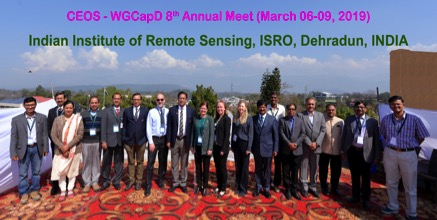 CEOS - WGCapD 8th Annual Meet (March 06-09, 2019)
Indian Institute of Remote Sensing, ISRO, Dehradun, INDIA